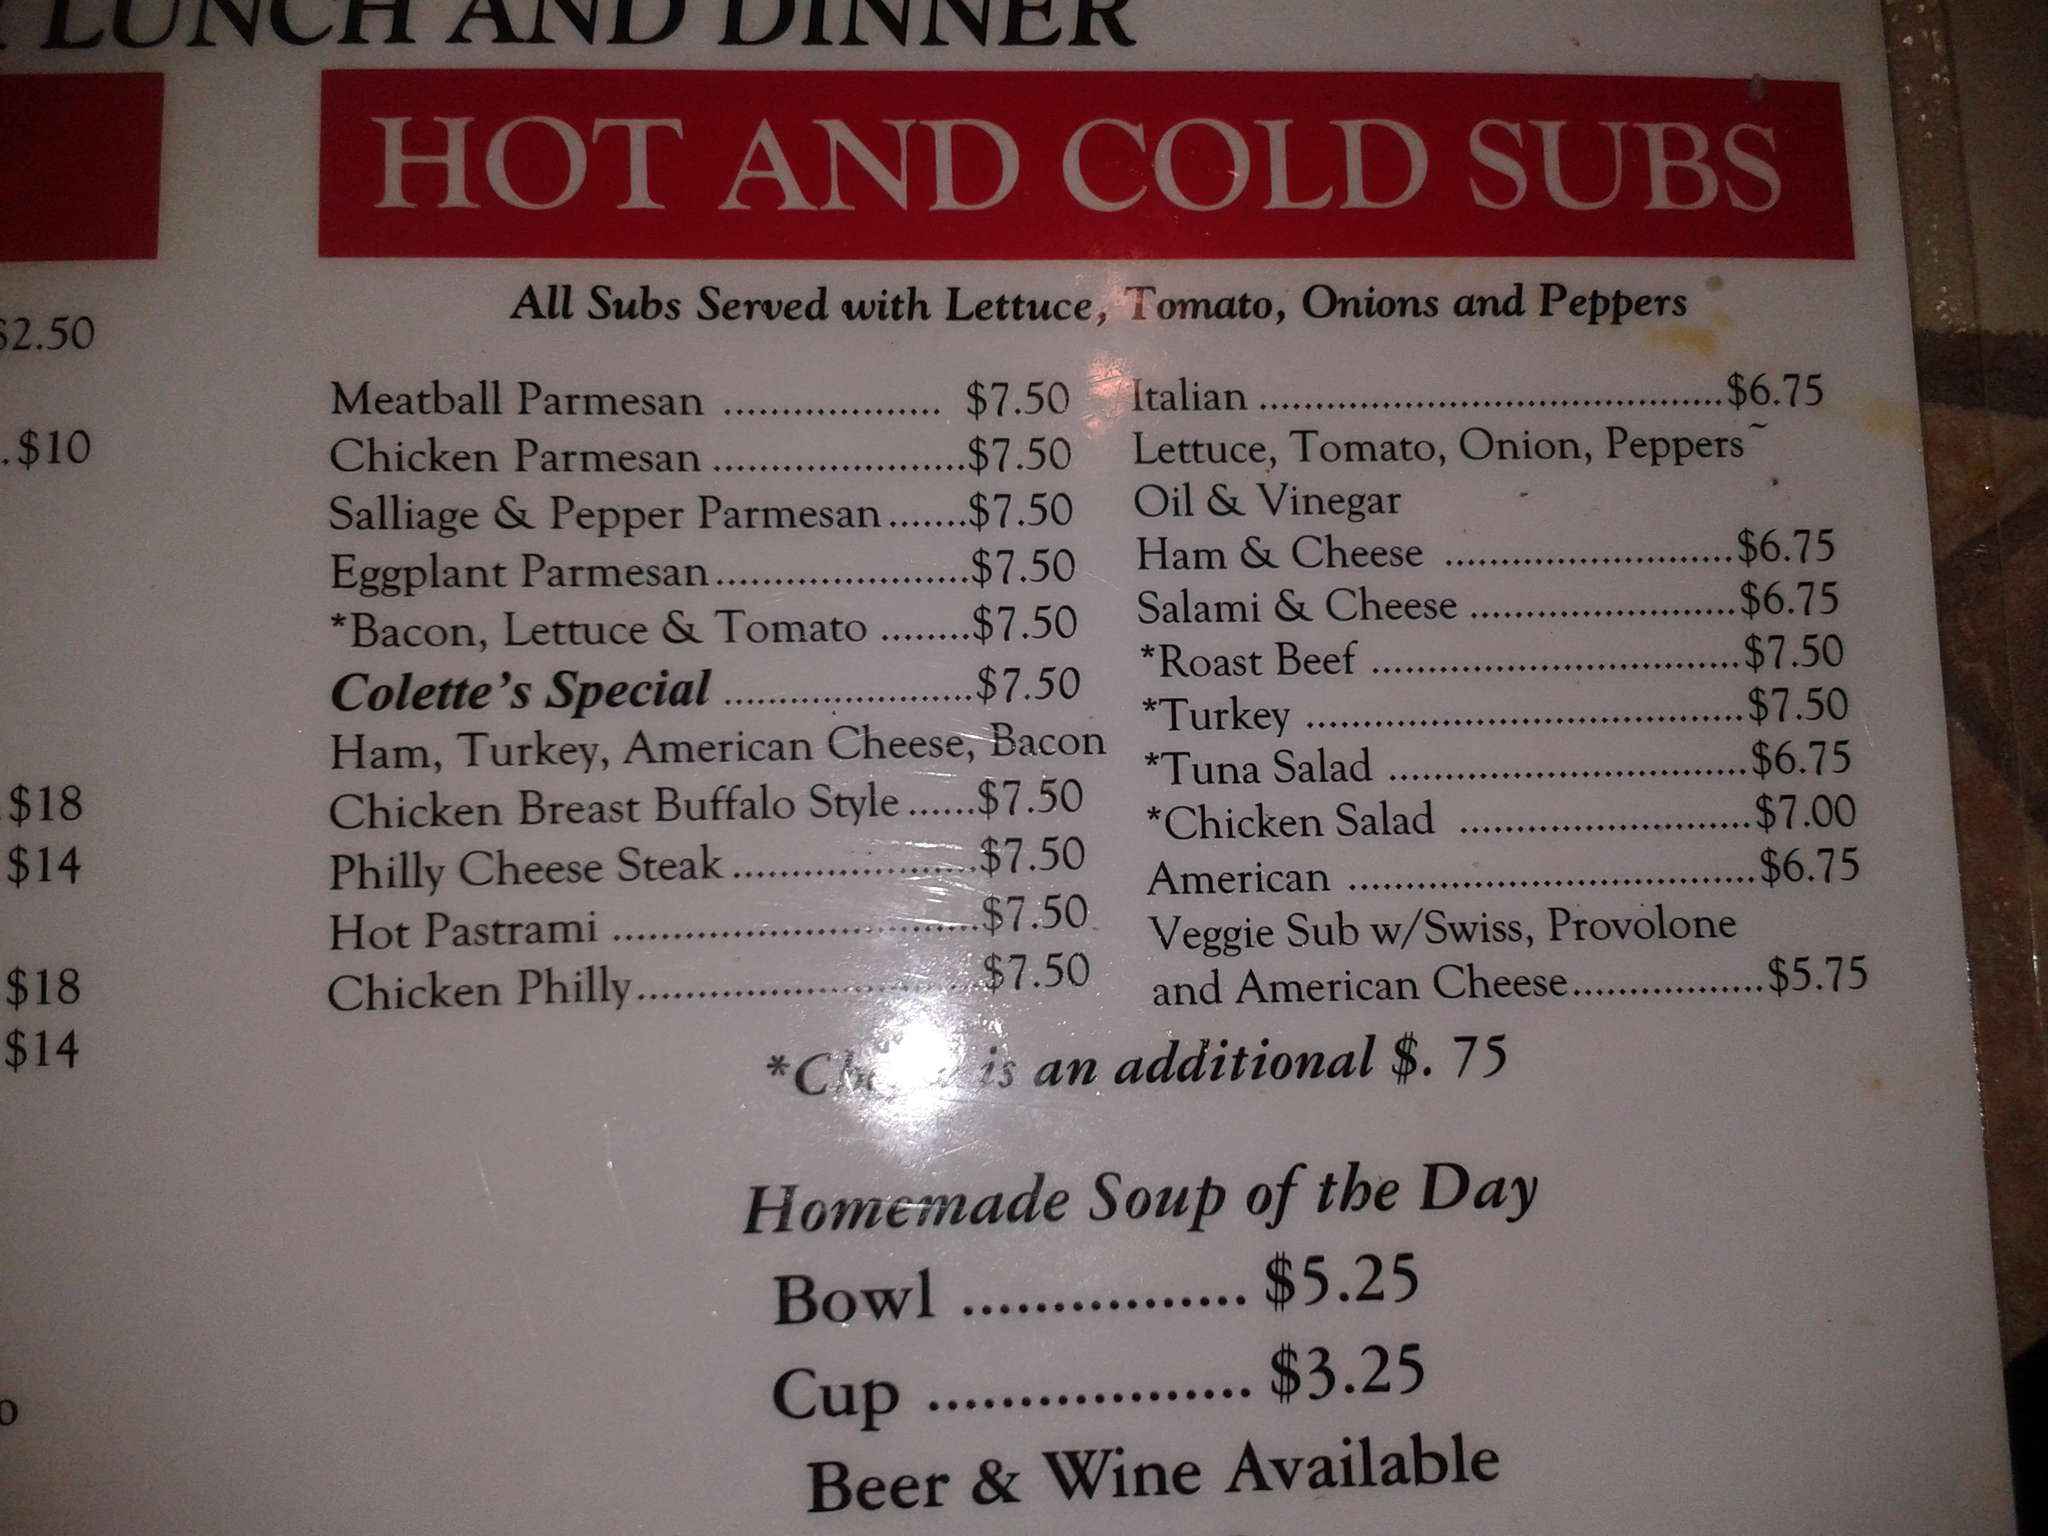 LUNCH AND DINNER
HOT AND COLD SUBS
All Subs Served with Lettuce, Tomato, Onions and Peppers
$2.50
.$10
$18
$14
$18
$14
o
Meatball Parmesan ................... $7.50
Chicken Parmesan ......................$7.50
Salliage & Pepper Parmesan.......$7.50
Eggplant Parmesan......................$7.50
*Bacon, Lettuce & Tomato ........$7.50
Colette's Special ......................$7.50
Ham, Turkey, American Cheese, Bacon
Chicken Breast Buffalo Style ......$7.50
Philly Cheese Steak .....................$7.50
Hot Pastrami ................................$7.50
Chicken Philly..............................$7.50
Italian ........................................$6.75
Lettuce, Tomato, Onion, Peppers~
Oil & Vinegar
Ham & Cheese .........................$6.75
Salami & Cheese .......................$6.75
*Roast Beef ................................$7.50
*Turkey ......................................$7.50
*Tuna Salad ...............................$6.75
*Chicken Salad .........................$7.00
American ...................................$6.75
Veggie Sub w/Swiss, Provolone
and American Cheese.................$5.75
is an additional $. 75
Homemade Soup of the Day
Bowl ................ $5.25
Cup .................. $3.25
Beer & Wine Available